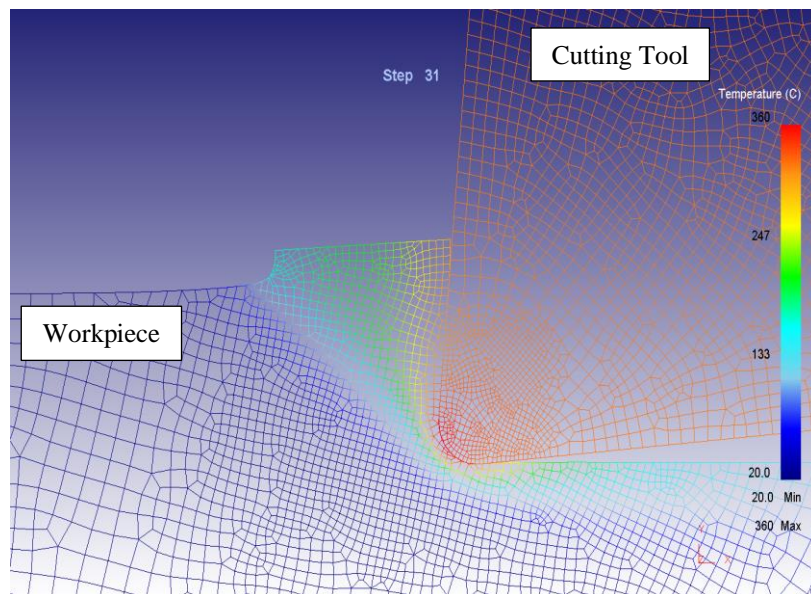 Cutting Tool
Step 31
Temperature (C)
360
247
Workpiece
133
20.0
20.0 Min
360 Max
Y
X